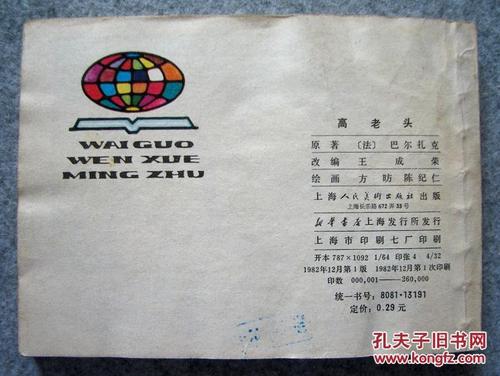 WAI GUO
WEN XUE
MING ZHU
高老头
原著 〔法〕 巴尔扎克
改编 王成荣
绘画 方昉 陈纪仁
上海人民美术出版社 出版
上海长乐路672弄33号
新华书店上海发行所发行
上海市印刷七厂印刷
开本 787×1092 1/64 印张 4 4/32
1982年12月第1版 1982年12月第1次印刷
印数 000,001—260,000
统一书号: 8081·13191
定价: 0.29 元
孔夫子旧书网
www.kongfz.com